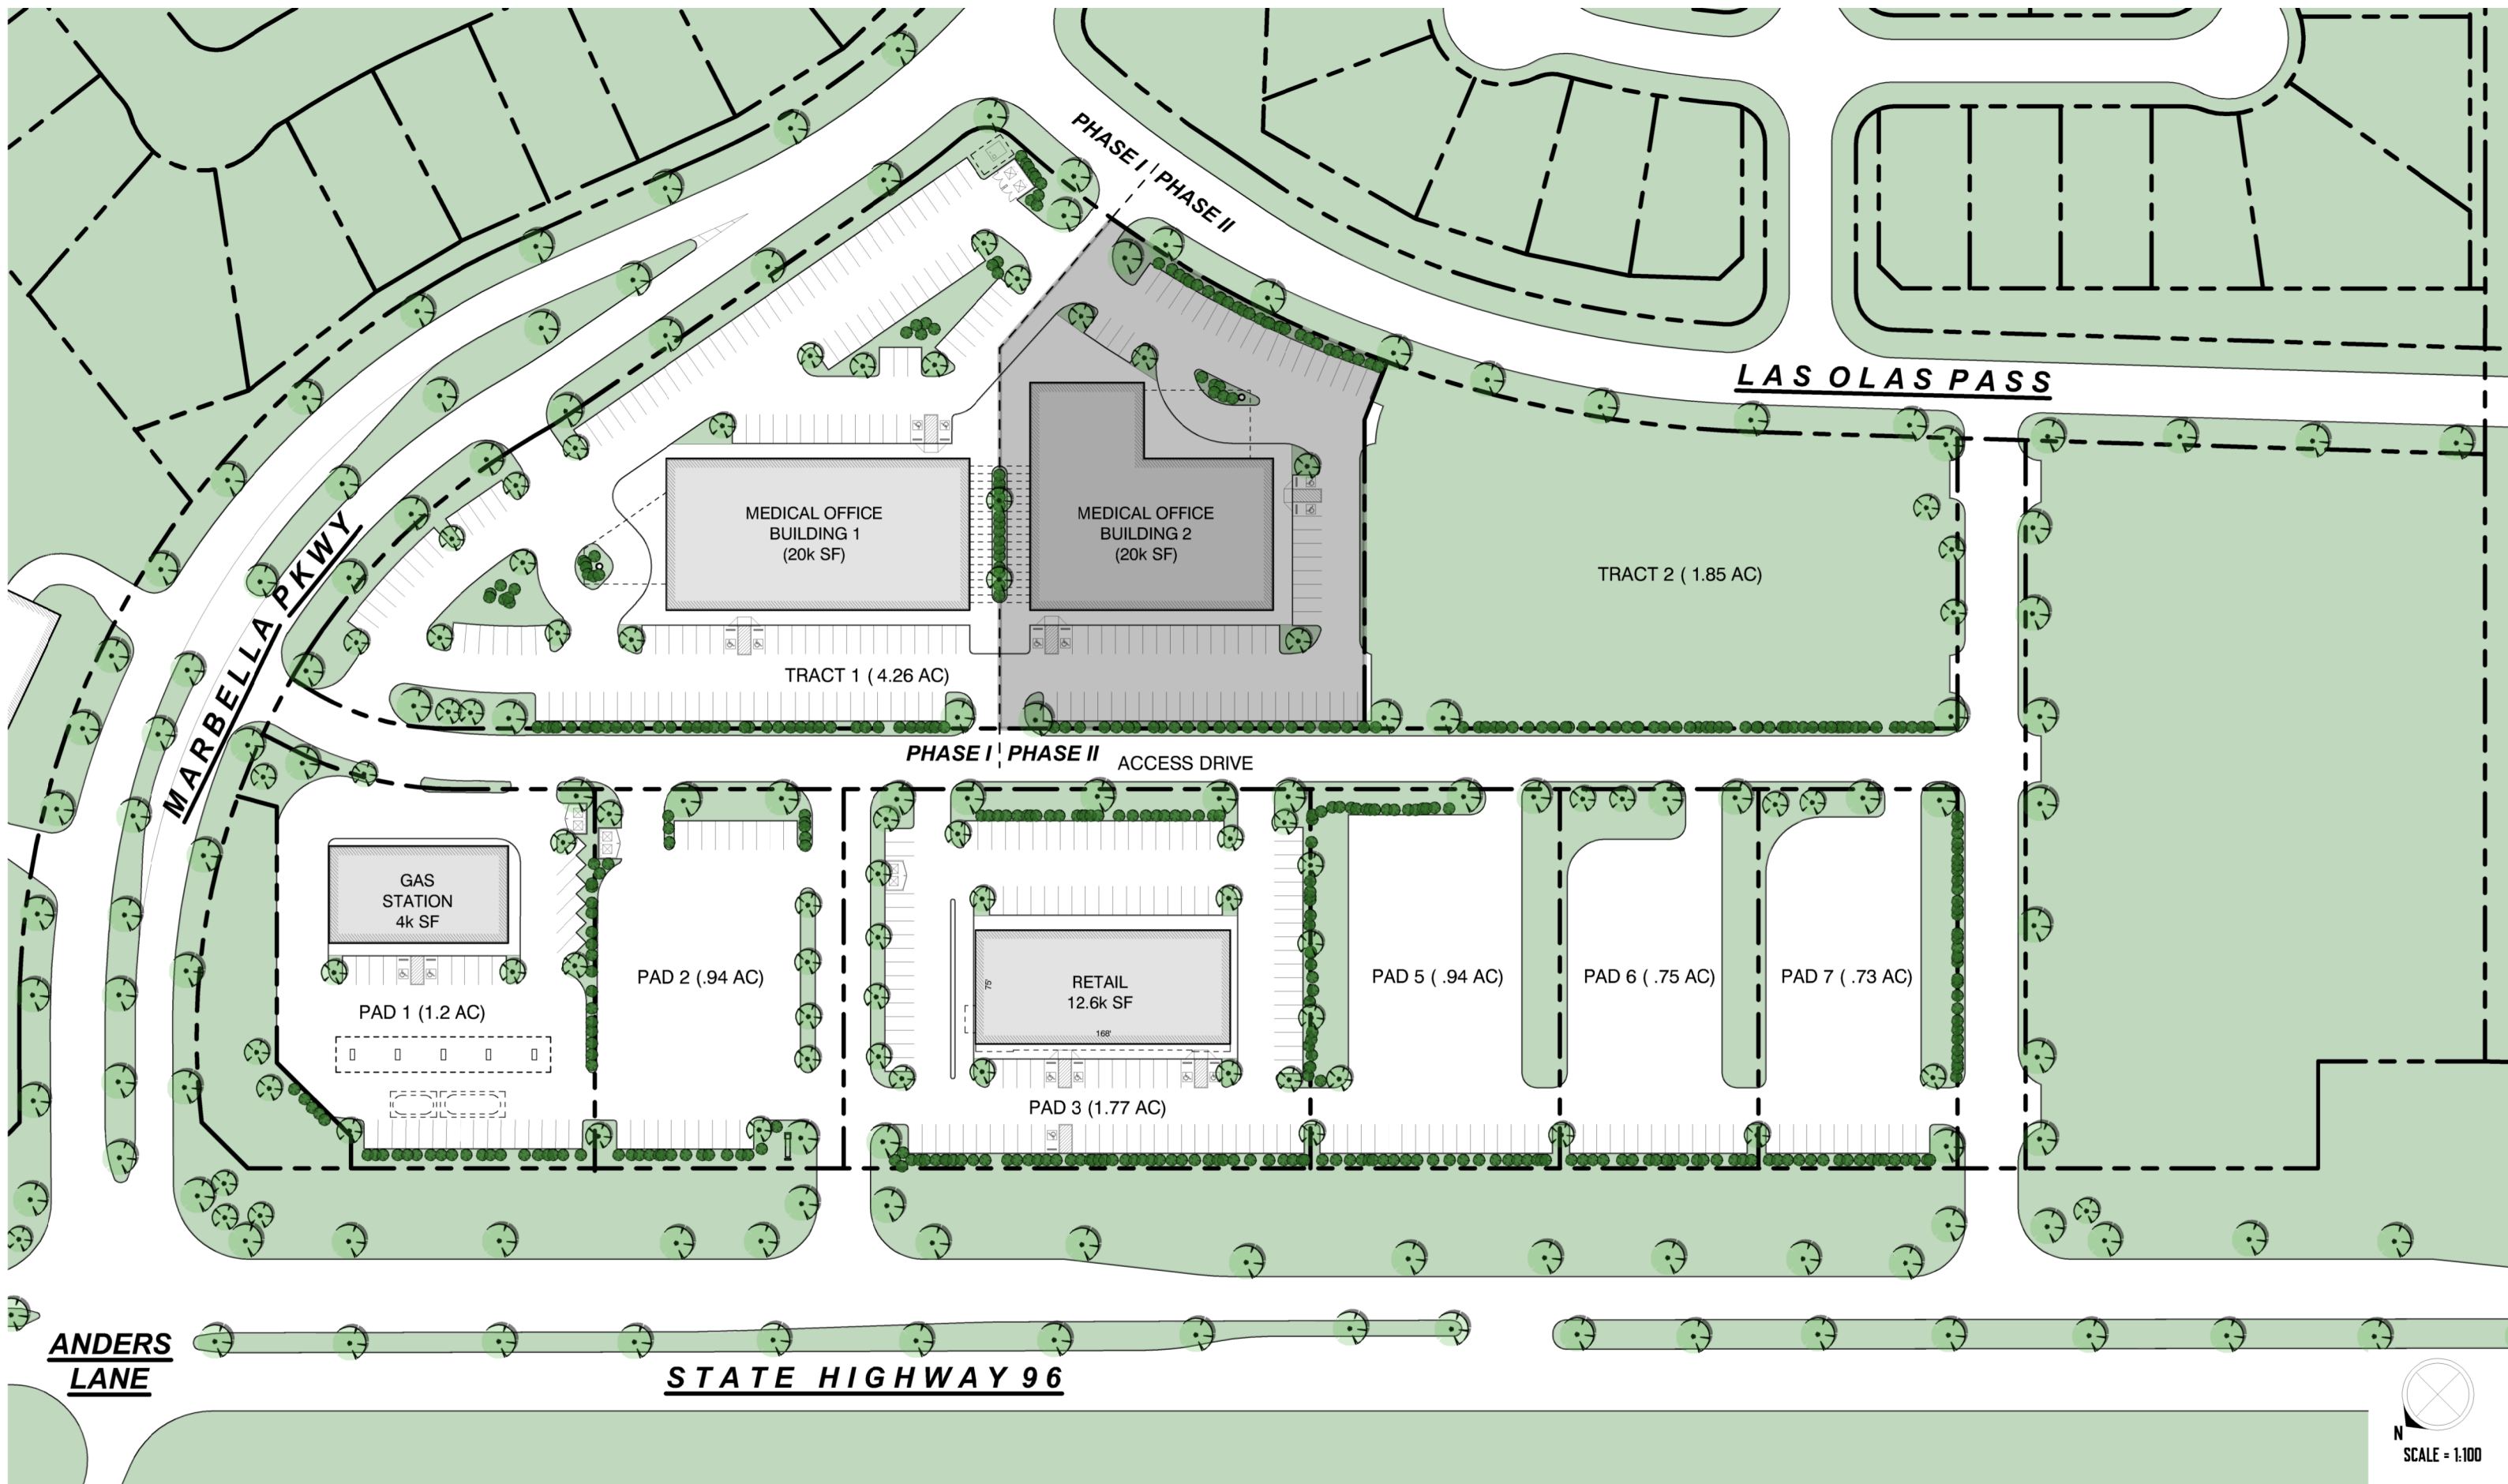 PHASE I
PHASE II
LAS OLAS PASS
MEDICAL OFFICE
BUILDING 1
(20k SF)
MEDICAL OFFICE
BUILDING 2
(20k SF)
TRACT 2 ( 1.85 AC)
MARBELLA PKWY
TRACT 1 ( 4.26 AC)
PHASE I
PHASE II
ACCESS DRIVE
GAS
STATION
4k SF
PAD 1 (1.2 AC)
PAD 2 (.94 AC)
RETAIL
12.6k SF
75'
168'
PAD 3 (1.77 AC)
PAD 5 ( .94 AC)
PAD 6 ( .75 AC)
PAD 7 ( .73 AC)
ANDERS
LANE
STATE HIGHWAY 96
N
SCALE = 1:100